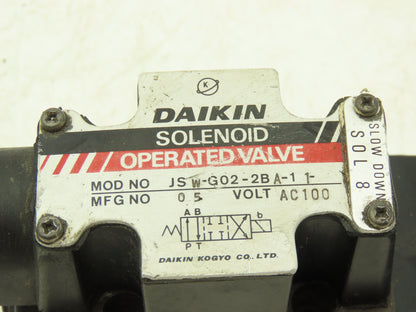 K
DAIKIN
SOLENOID
OPERATED VALVE
MOD NO JSW-G02-2BA-11-
MFG NO 05 VOLT AC100
A B
b
P T
DAIKIN KOGYO CO., LTD.
SLOW DOWN
SOL 8